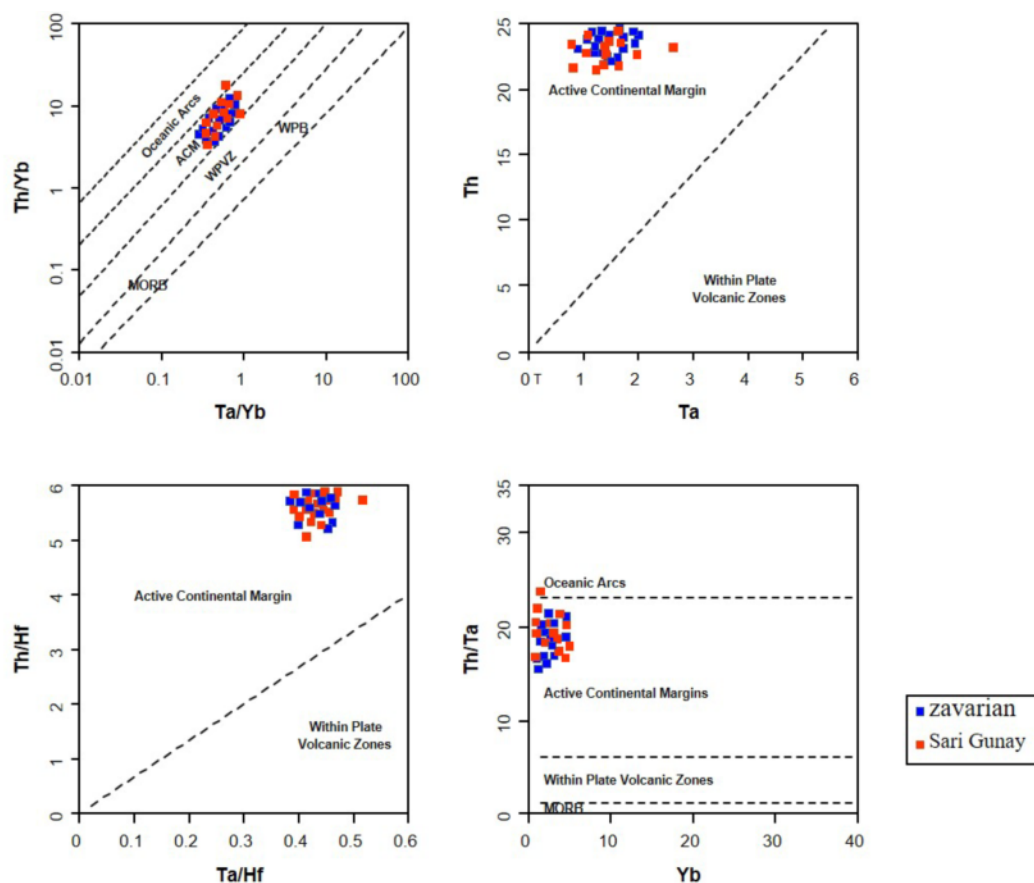 100
10
1
0.1
0.01
Th/Yb
Oceanic Arcs
ACM
WPVZ
WPB
MORB
0.01
0.1
1
10
100
Ta/Yb
25
20
15
10
5
0
Th
Active Continental Margin
Within Plate
Volcanic Zones
0 T
1
2
3
4
5
6
Ta
6
5
4
3
2
1
0
Th/Hf
Active Continental Margin
Within Plate
Volcanic Zones
0
0.1
0.2
0.3
0.4
0.5
0.6
Ta/Hf
35
30
20
10
0
Th/Ta
Oceanic Arcs
Active Continental Margins
Within Plate Volcanic Zones
MORB
0
10
20
30
40
Yb
zavarian
Sari Gunay